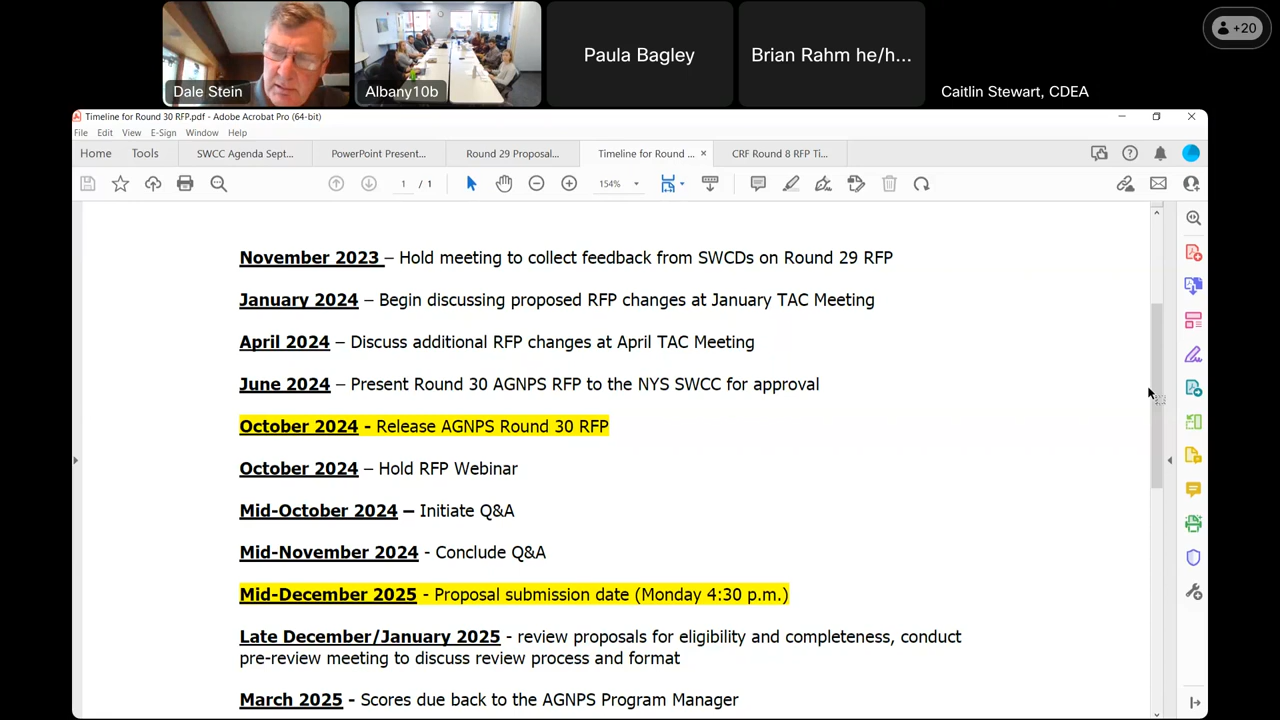 +20
Dale Stein
Albany10b
Paula Bagley
Brian Rahm he/h...
Caitlin Stewart, CDEA
Timeline for Round 30 RFP.pdf - Adobe Acrobat Pro (64-bit)
File Edit View E-Sign Window Help
Home Tools SWCC Agenda Sept... PowerPoint Present... Round 29 Proposal... Timeline for Round ... × CRF Round 8 RFP Ti...
1 / 1 154%
November 2023 – Hold meeting to collect feedback from SWCDs on Round 29 RFP
January 2024 – Begin discussing proposed RFP changes at January TAC Meeting
April 2024 – Discuss additional RFP changes at April TAC Meeting
June 2024 – Present Round 30 AGNPS RFP to the NYS SWCC for approval
October 2024 - Release AGNPS Round 30 RFP
October 2024 – Hold RFP Webinar
Mid-October 2024 – Initiate Q&A
Mid-November 2024 - Conclude Q&A
Mid-December 2025 - Proposal submission date (Monday 4:30 p.m.)
Late December/January 2025 - review proposals for eligibility and completeness, conduct
pre-review meeting to discuss review process and format
March 2025 - Scores due back to the AGNPS Program Manager